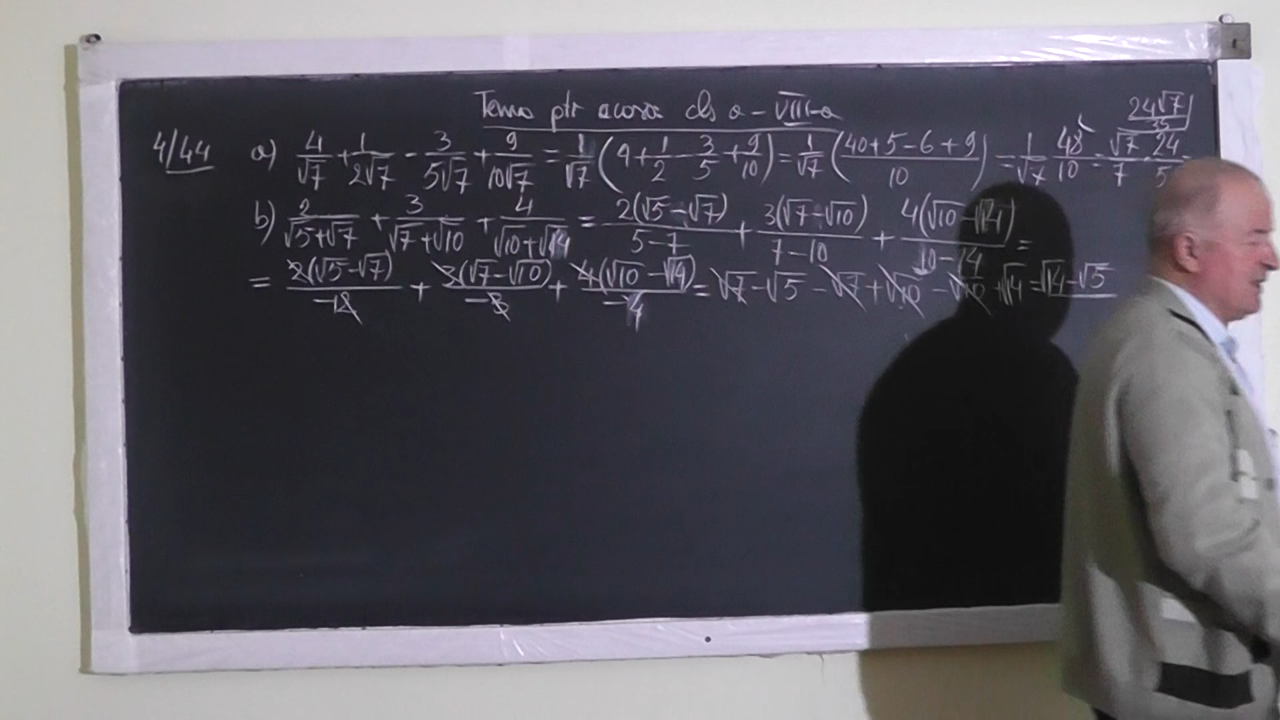 Tema ptr acasa cls a-VIII-a
4/44 a) 4/√7 + 1/2√7 - 3/5√7 + 9/10√7 = 1/√7 (4 + 1/2 - 3/5 + 9/10) = 1/√7 ((40+5-6+9)/10) = 1/√7 48/10 = √7/7 · 24/5 = 24√7/35
b) 2/(√5+√7) + 3/(√7+√10) + 4/(√10+√14) = 2(√5-√7)/(5-7) + 3(√7-√10)/(7-10) + 4(√10-√14)/(10-14) =
= 2(√5-√7)/-2 + 3(√7-√10)/-3 + 4(√10-√14)/-4 = √7-√5-√7+√10-√10+√14=√14-√5